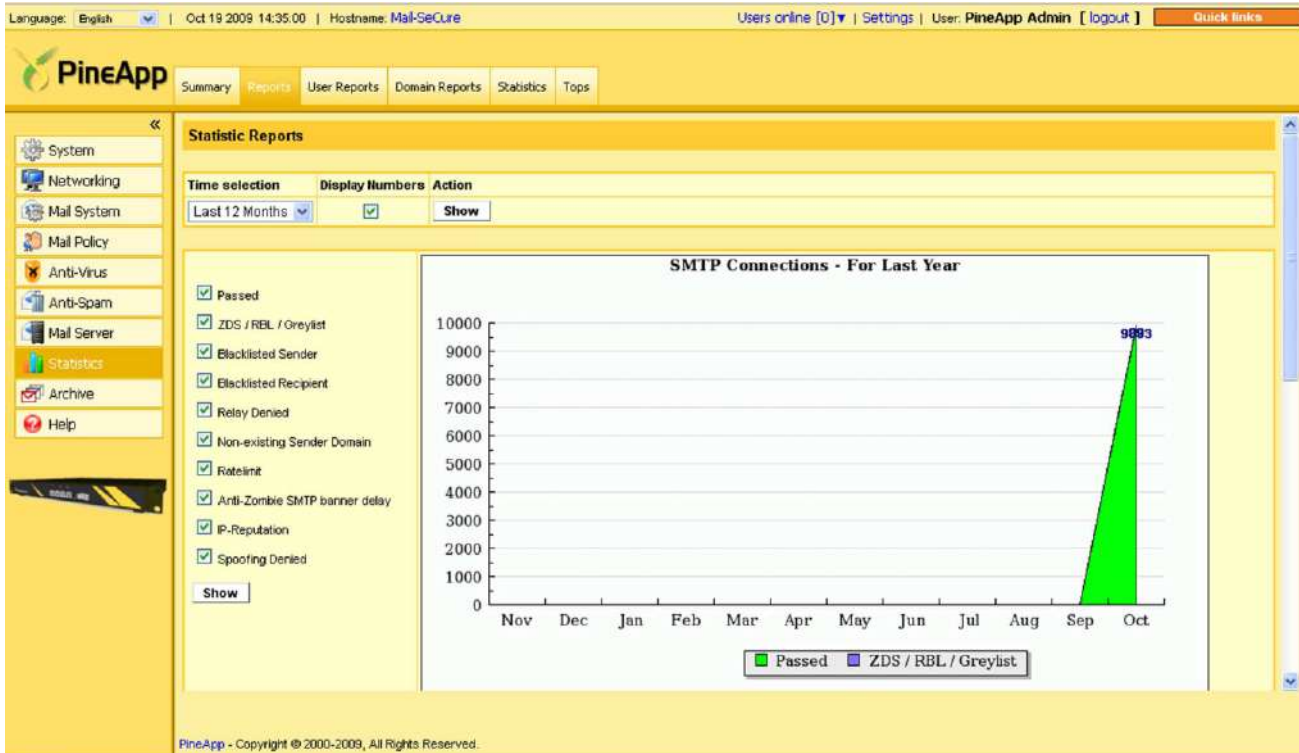 Language: English | Oct 19 2009 14:35:00 | Hostname: Mail-SeCure Users online [0]▼ | Settings | User: PineApp Admin [ logout ] Quick links
PineApp
Summary Reports User Reports Domain Reports Statistics Tops
«
System
Networking
Mail System
Mail Policy
Anti-Virus
Anti-Spam
Mail Server
Statistics
Archive
Help
Statistic Reports
Time selection Display Numbers Action
Last 12 Months Show
Passed
ZDS / RBL / Greylist
Blacklisted Sender
Blacklisted Recipient
Relay Denied
Non-existing Sender Domain
Ratelimit
Anti-Zombie SMTP banner delay
IP-Reputation
Spoofing Denied
Show
SMTP Connections - For Last Year
10000
9000
8000
7000
6000
5000
4000
3000
2000
1000
0
Nov Dec Jan Feb Mar Apr May Jun Jul Aug Sep Oct
Passed ZDS / RBL / Greylist
PineApp - Copyright © 2000-2009, All Rights Reserved.